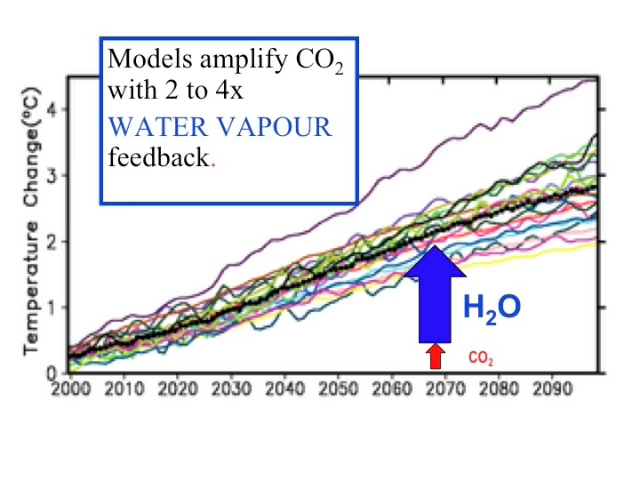 Models amplify CO₂
with 2 to 4x
WATER VAPOUR
feedback.
Temperature Change(°C)
4
3
2
1
0
H₂O
CO₂
2000 2010 2020 2030 2040 2050 2060 2070 2080 2090